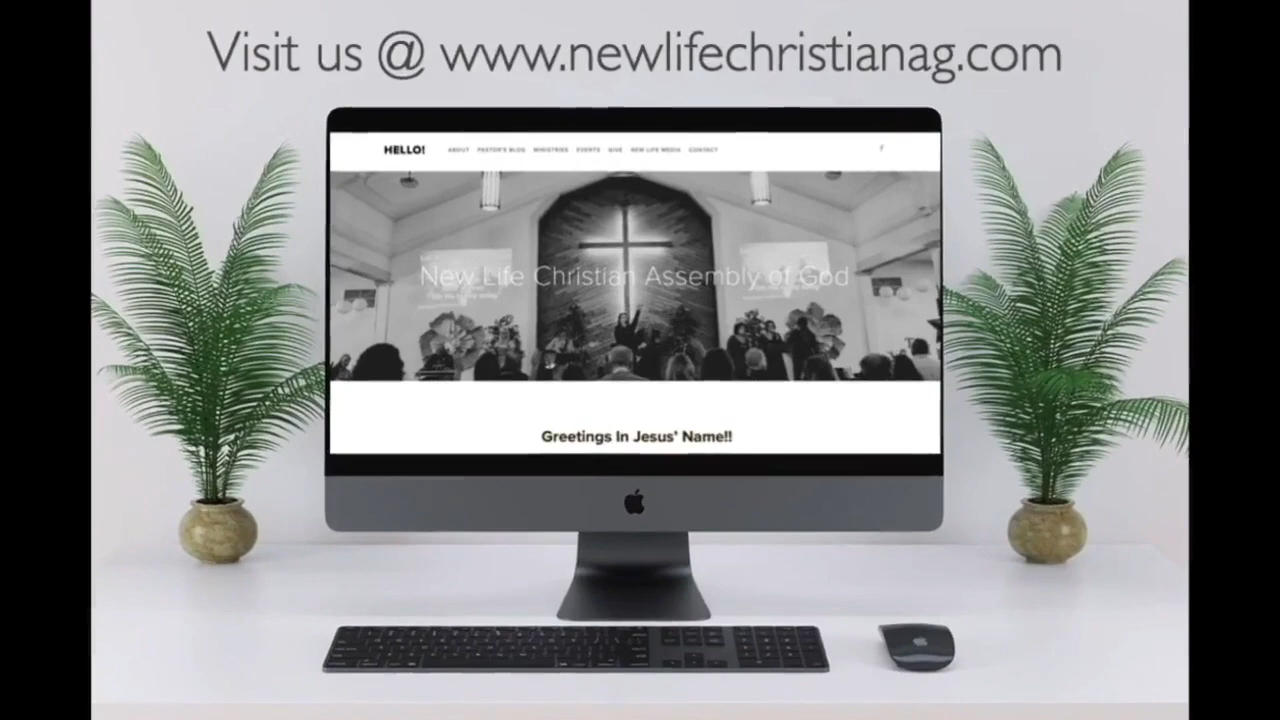 Visit us @ www.newlifechristianag.com
HELLO! ABOUT PASTOR'S BLOG MINISTRIES EVENTS GIVE NEW LIFE MEDIA CONTACT f
New Life Christian Assembly of God
Greetings In Jesus' Name!!